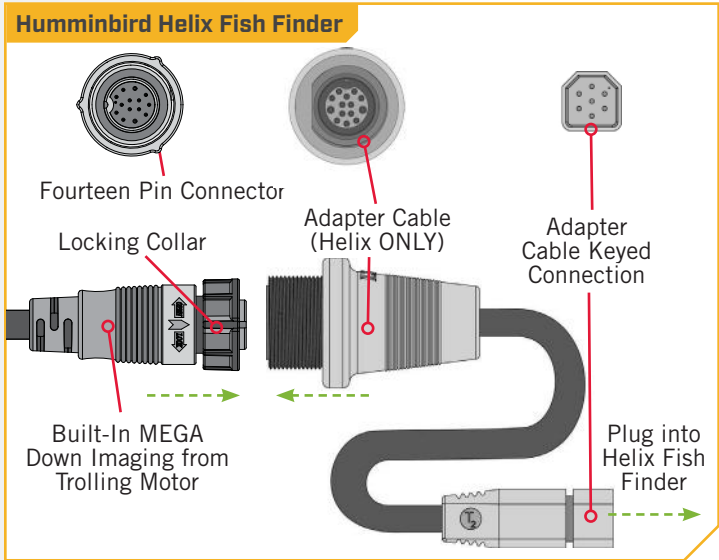 Humminbird Helix Fish Finder
Fourteen Pin Connector
Locking Collar
Adapter Cable
(Helix ONLY)
Adapter
Cable Keyed
Connection
Built-In MEGA
Down Imaging from
Trolling Motor
Plug into
Helix Fish
Finder
T2